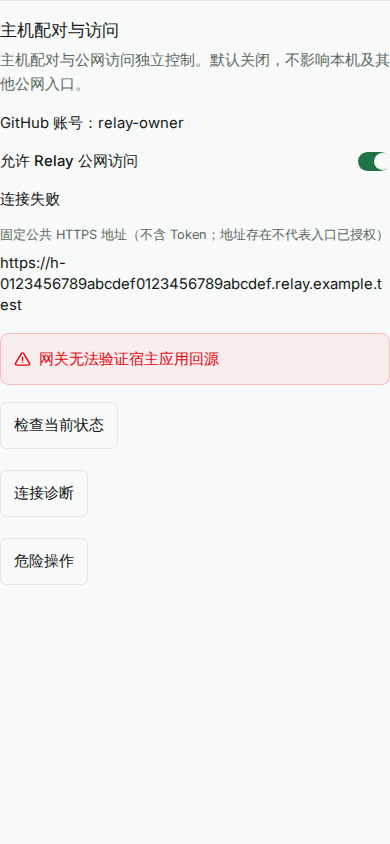 主机配对与访问
主机配对与公网访问独立控制。默认关闭，不影响本机及其
他公网入口。
GitHub 账号：relay-owner
允许 Relay 公网访问
连接失败
固定公共 HTTPS 地址（不含 Token；地址存在不代表入口已授权）
https://h-
0123456789abcdef0123456789abcdef.relay.example.t
est
网关无法验证宿主应用回源
检查当前状态
连接诊断
危险操作